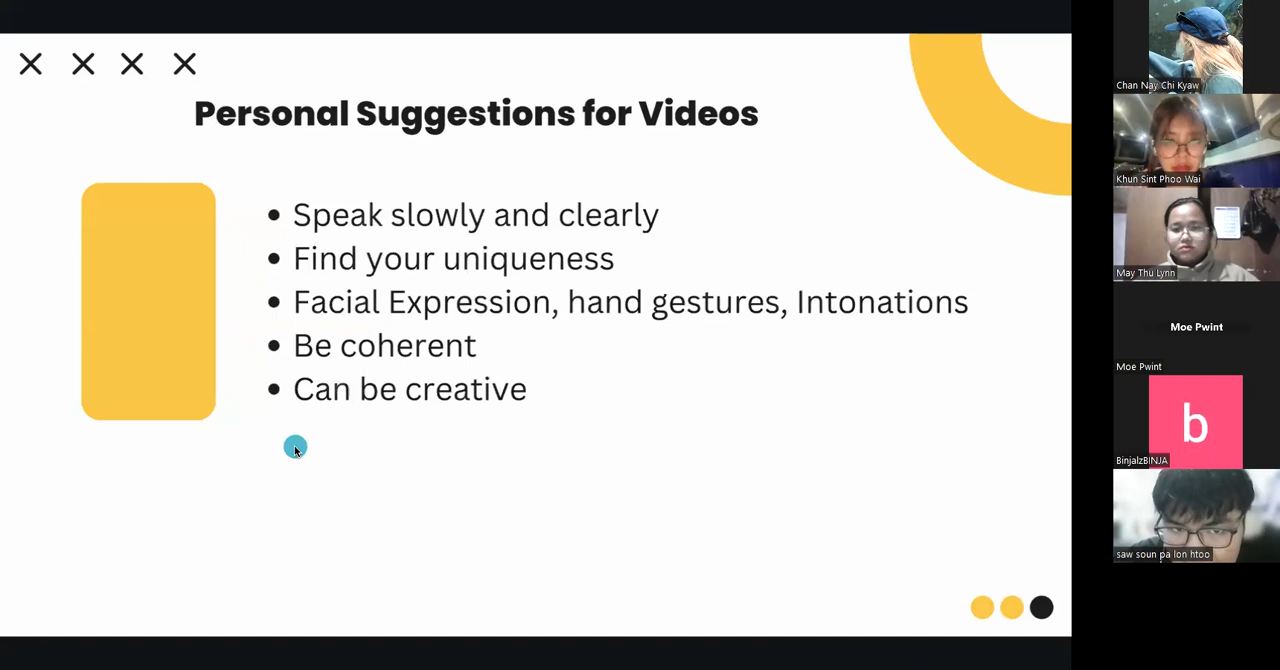 Personal Suggestions for Videos
Speak slowly and clearly
Find your uniqueness
Facial Expression, hand gestures, Intonations
Be coherent
Can be creative
Chan Nay Chi Kyaw
Khun Sint Phoo Wai
May Thu Lynn
Moe Pwint
Moe Pwint
b
BinjalzBINJA
saw soun pa lon htoo